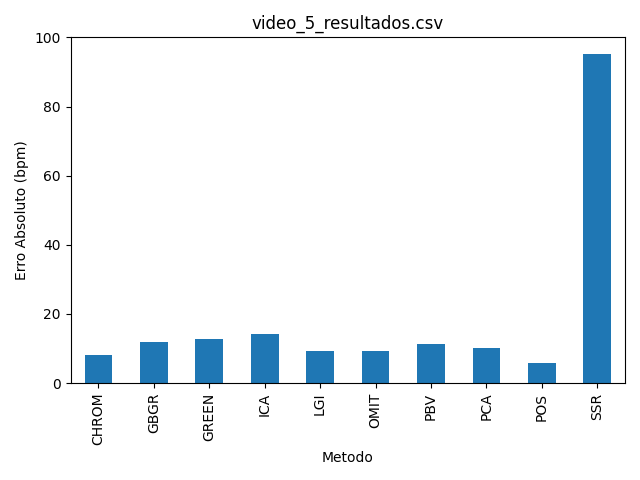 video_5_resultados.csv
Erro Absoluto (bpm)
100
80
60
40
20
0
CHROM
GBGR
GREEN
ICA
LGI
OMIT
PBV
PCA
POS
SSR
Metodo